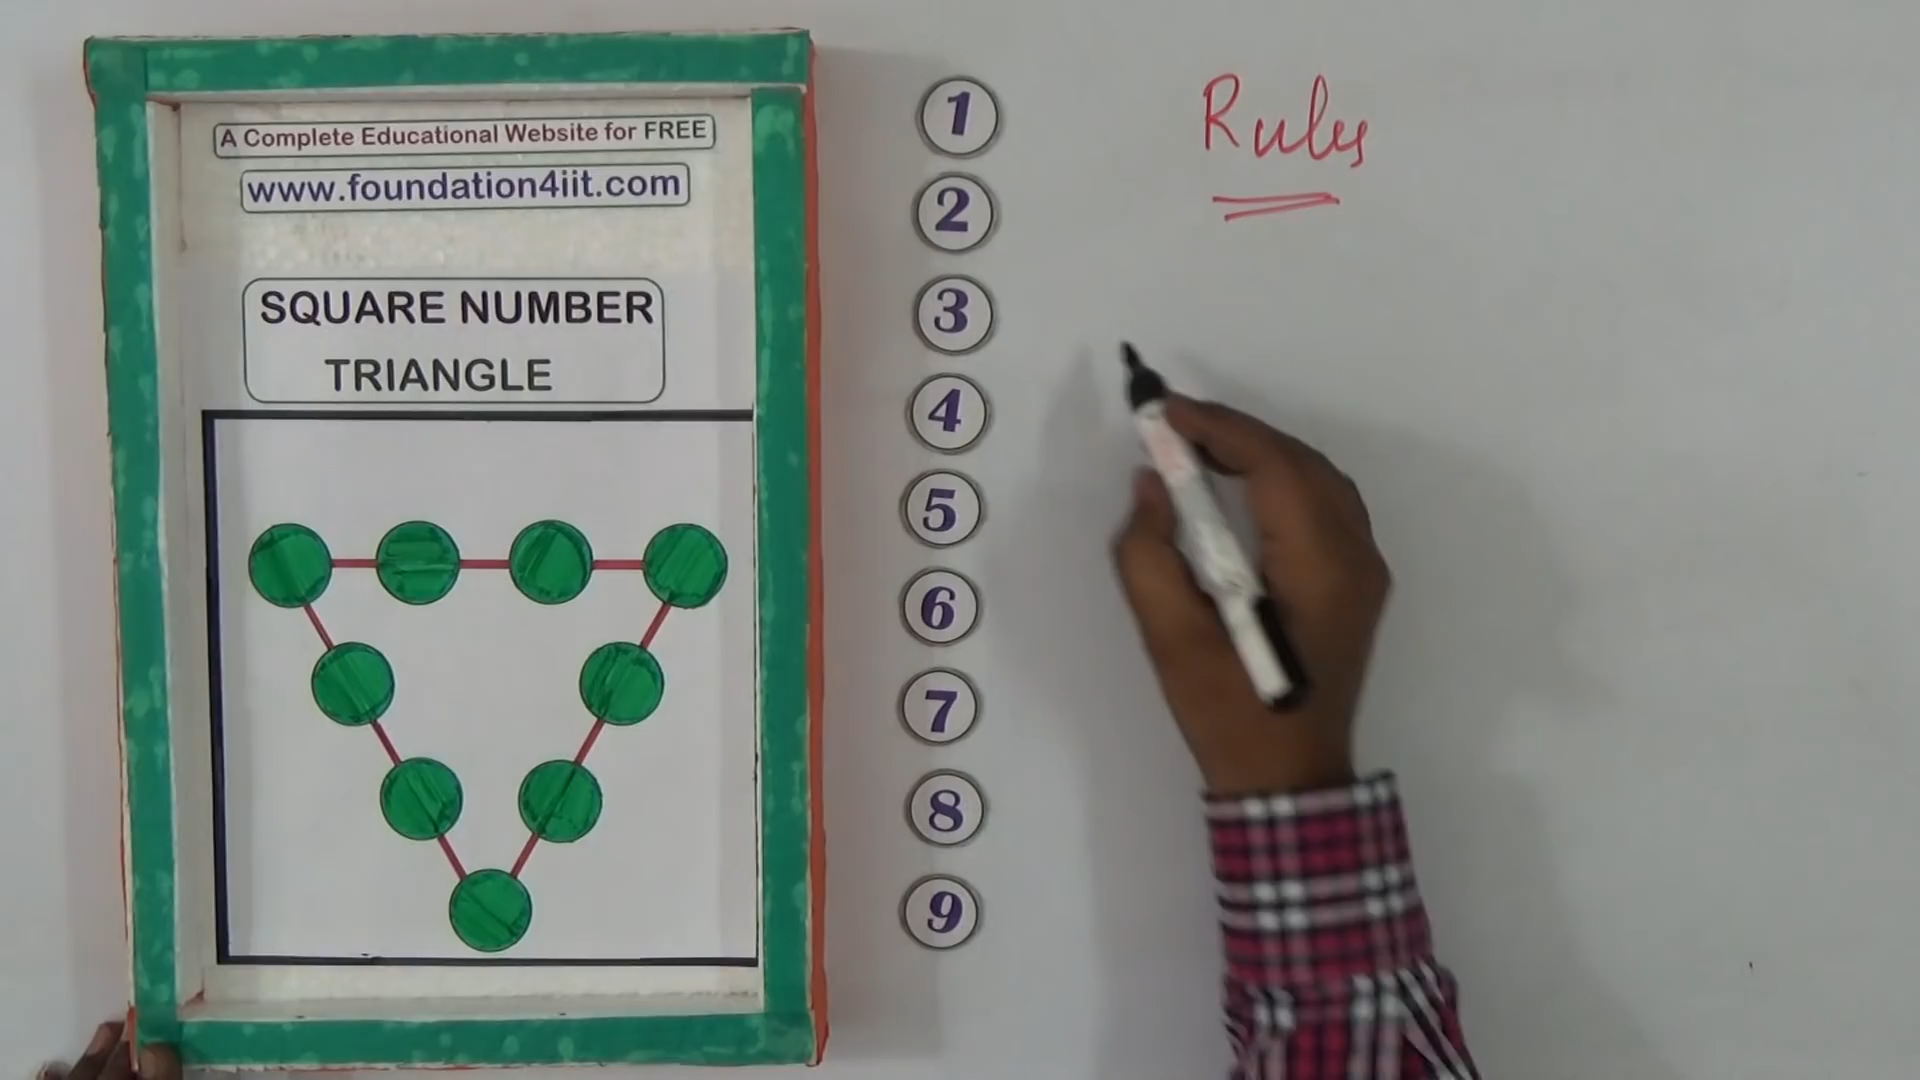 A Complete Educational Website for FREE
www.foundation4iit.com
SQUARE NUMBER
TRIANGLE
1
2
3
4
5
6
7
8
9
Rules